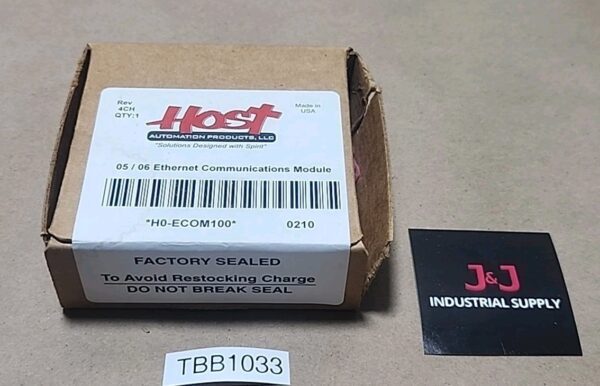 Rev
4CH
QTY:1
Host
AUTOMATION PRODUCTS, LLC
"Solutions Designed with Spirit"
Made in
USA
05 / 06 Ethernet Communications Module
*H0-ECOM100* 0210
FACTORY SEALED
To Avoid Restocking Charge
DO NOT BREAK SEAL
J&J
INDUSTRIAL SUPPLY
TBB1033